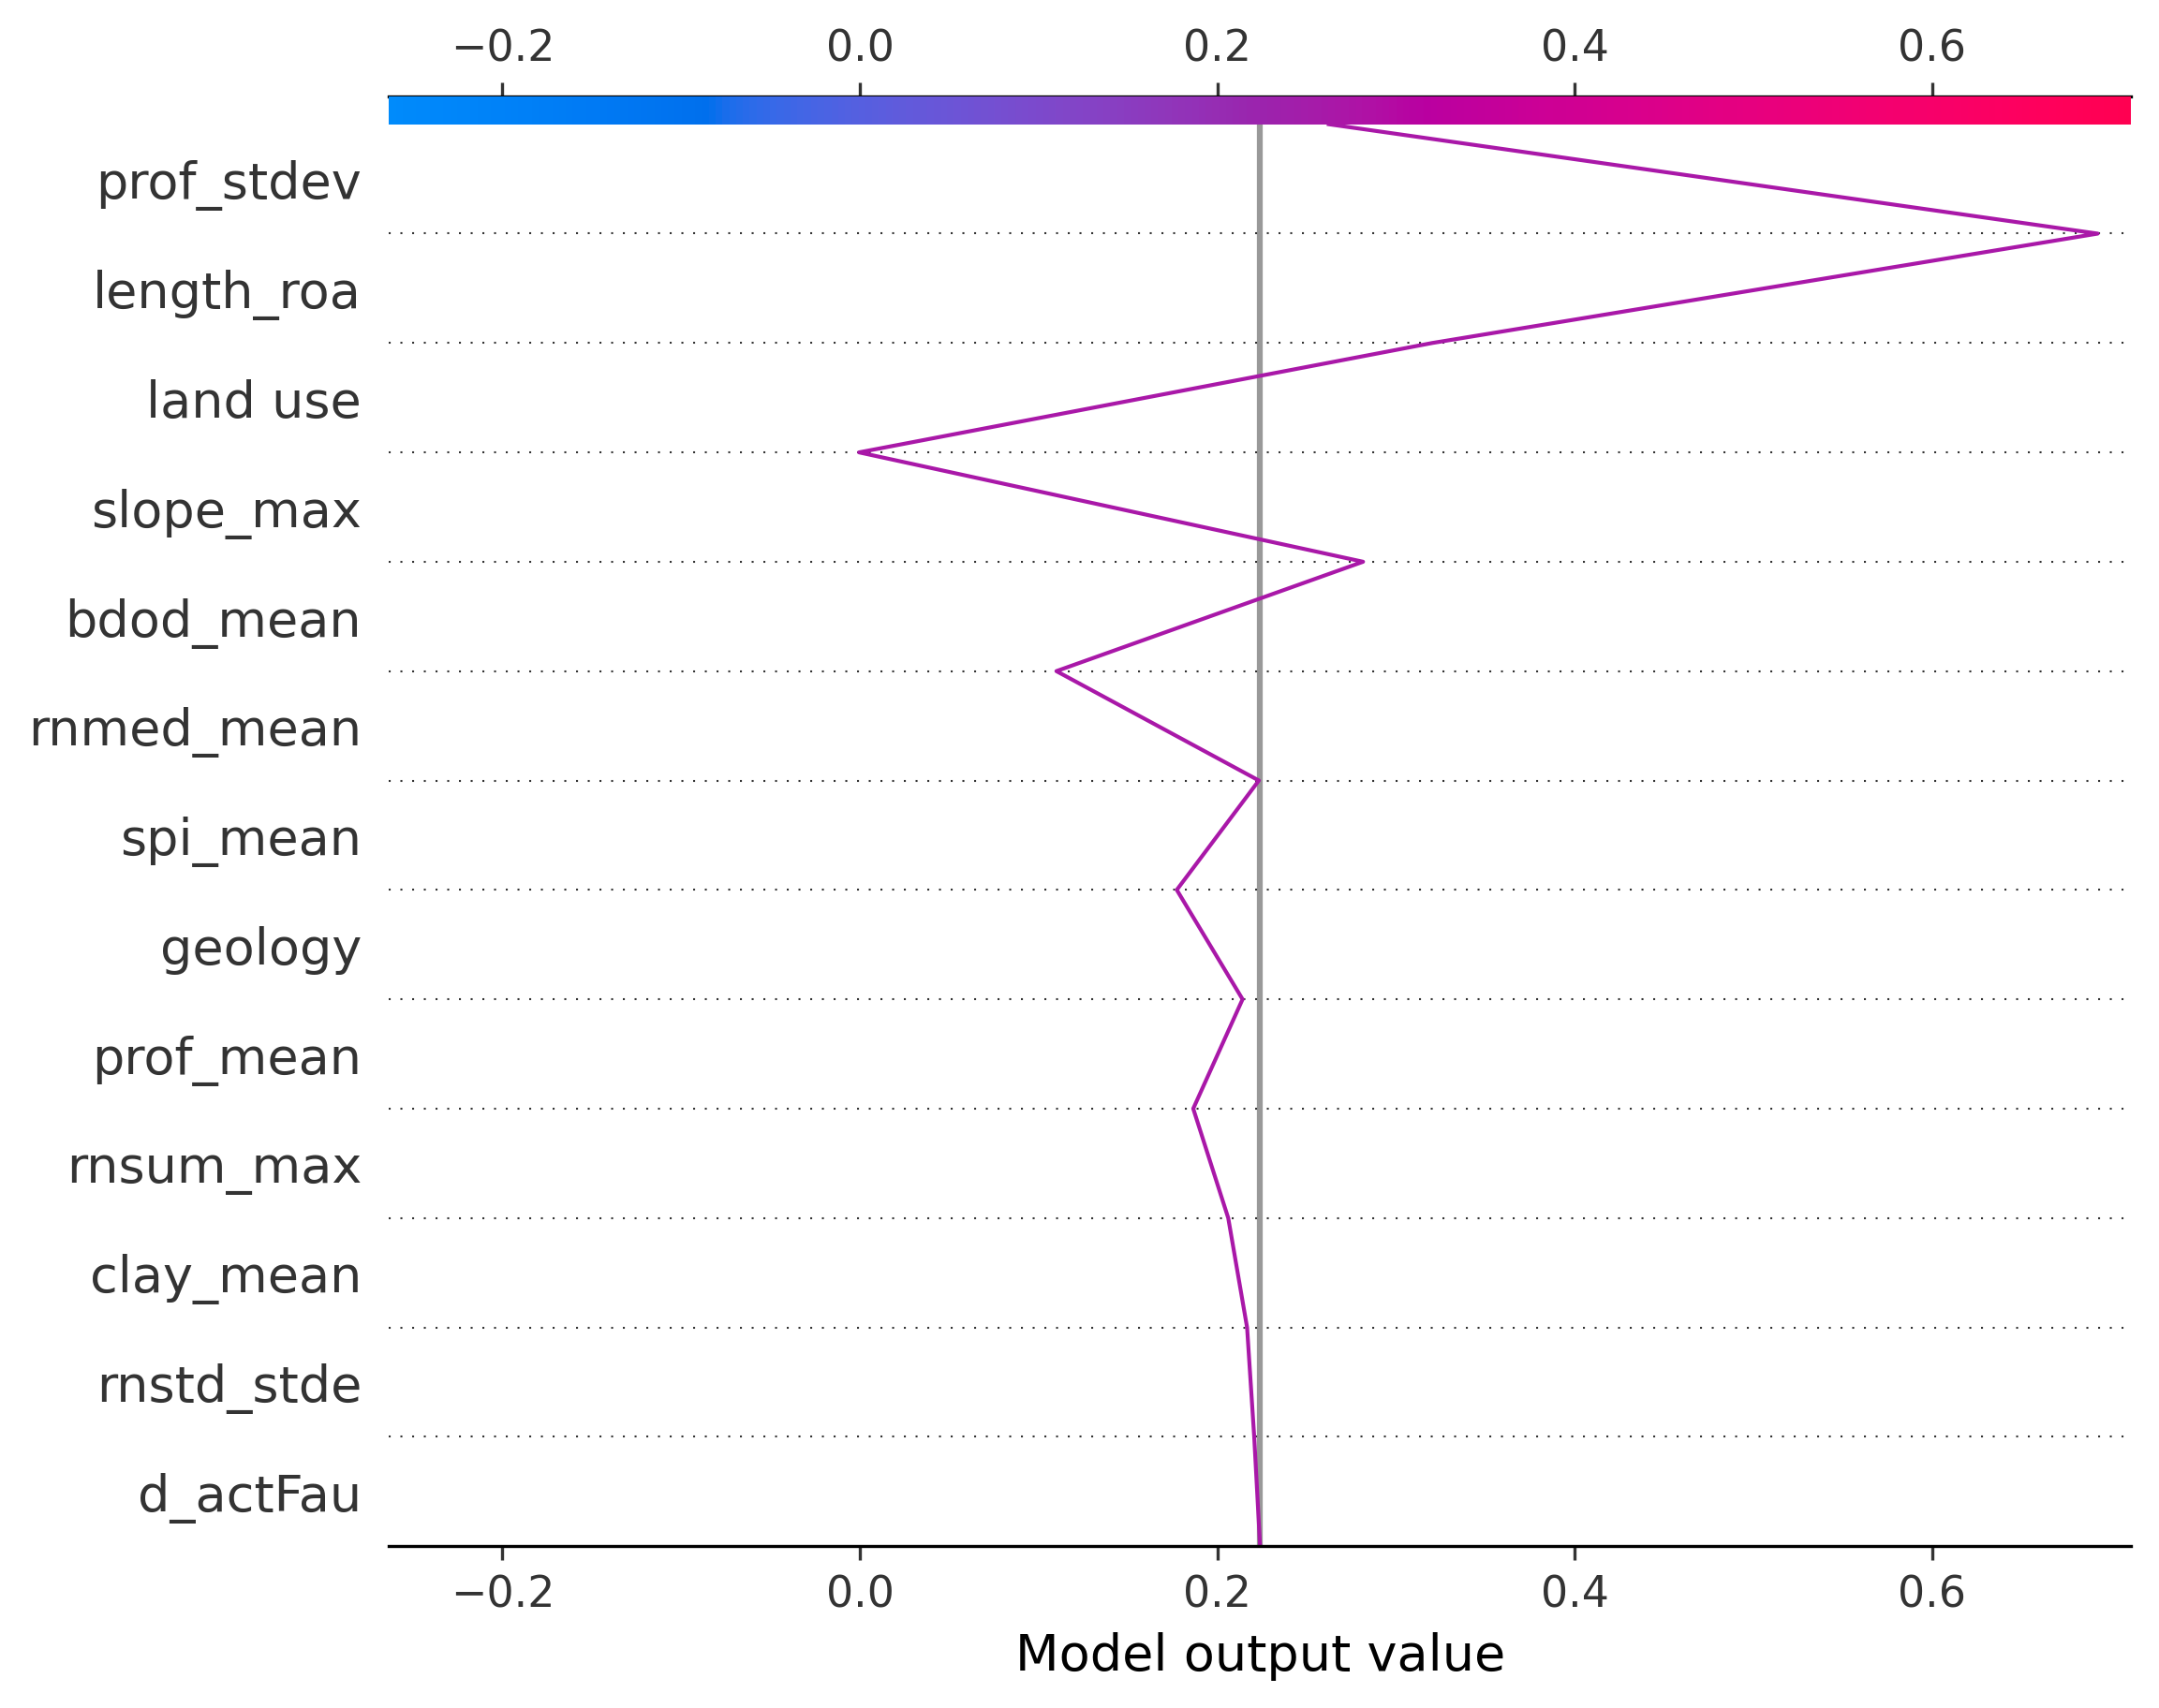 −0.2 0.0 0.2 0.4 0.6
prof_stdev
length_roa
land use
slope_max
bdod_mean
rnmed_mean
spi_mean
geology
prof_mean
rnsum_max
clay_mean
rnstd_stde
d_actFau
−0.2 0.0 0.2 0.4 0.6
Model output value